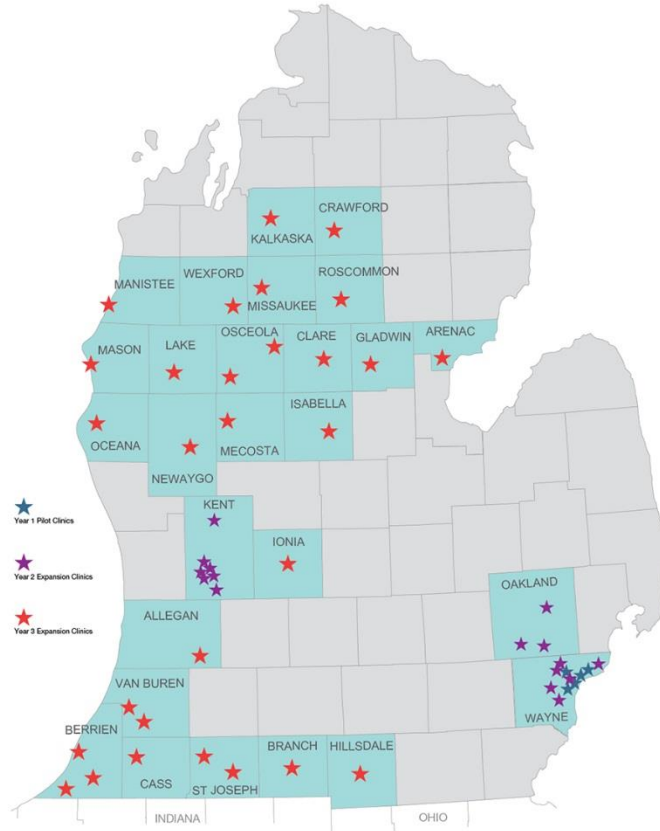 CRAWFORD
KALKASKA
MANISTEE
WEXFORD
MISSAUKEE
ROSCOMMON
MASON
LAKE
OSCEOLA
CLARE
GLADWIN
ARENAC
OCEANA
NEWAYGO
MECOSTA
ISABELLA
KENT
IONIA
Year 1 Pilot Clinics
Year 2 Expansion Clinics
Year 3 Expansion Clinics
OAKLAND
ALLEGAN
VAN BUREN
WAYNE
BERRIEN
CASS
ST JOSEPH
BRANCH
HILLSDALE
INDIANA
OHIO